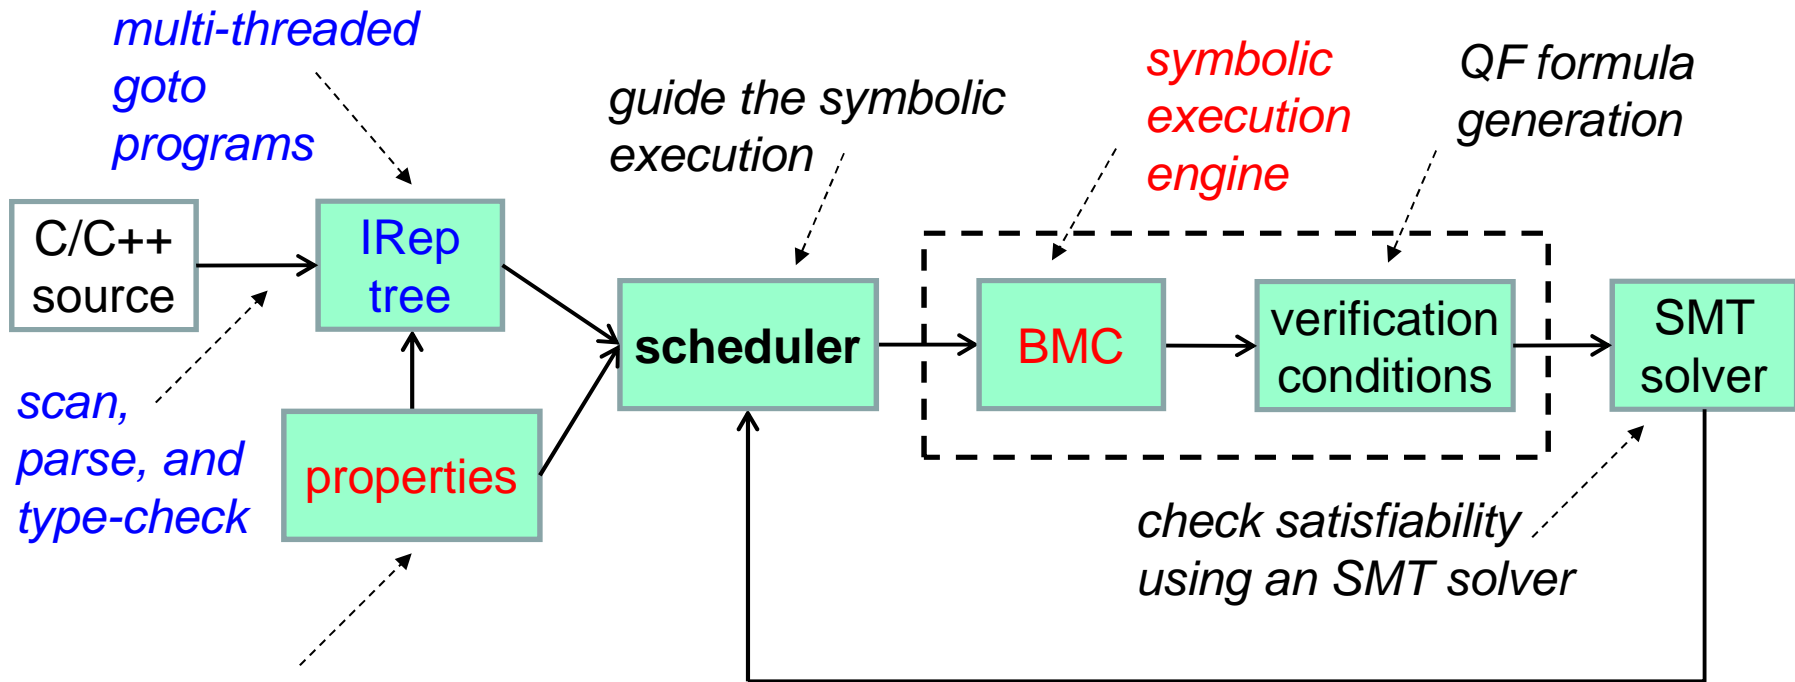 multi-threaded
goto
programs
guide the symbolic
execution
symbolic
execution
engine
QF formula
generation
C/C++
source
IRep
tree
scheduler
BMC
verification
conditions
SMT
solver
scan,
parse, and
type-check
properties
check satisfiability
using an SMT solver